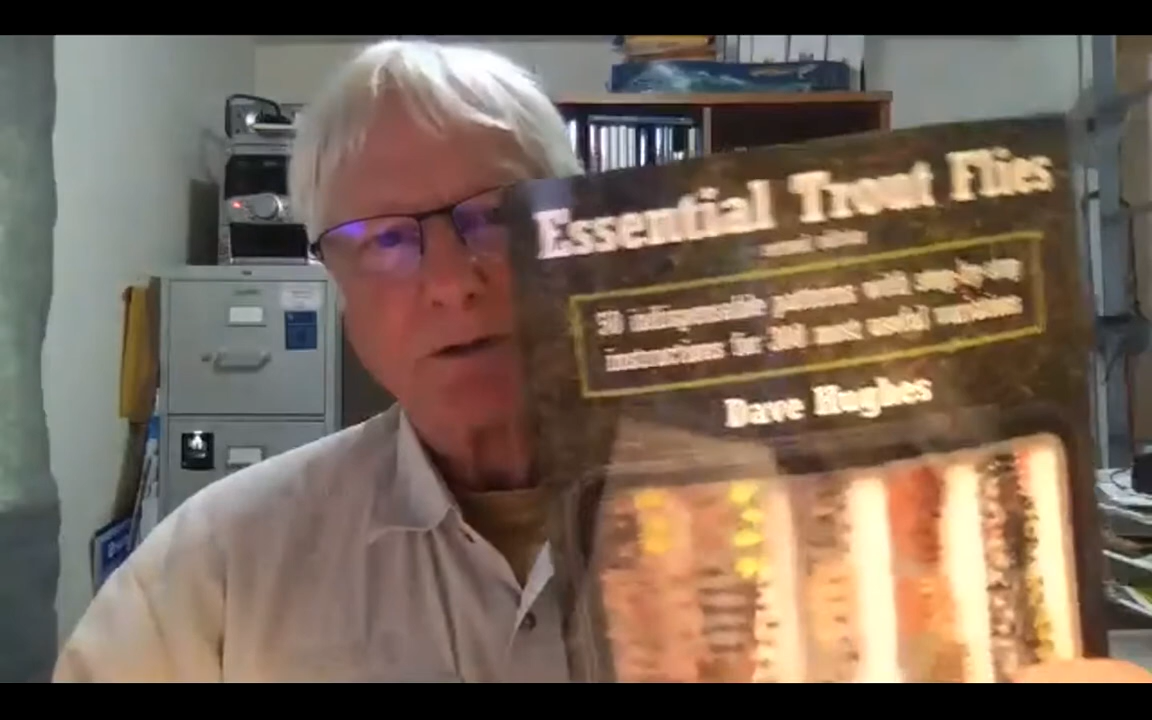 Essential Trout Flies
50 indispensable patterns with step-by-step
instructions for 300 most useful variations
Dave Hughes